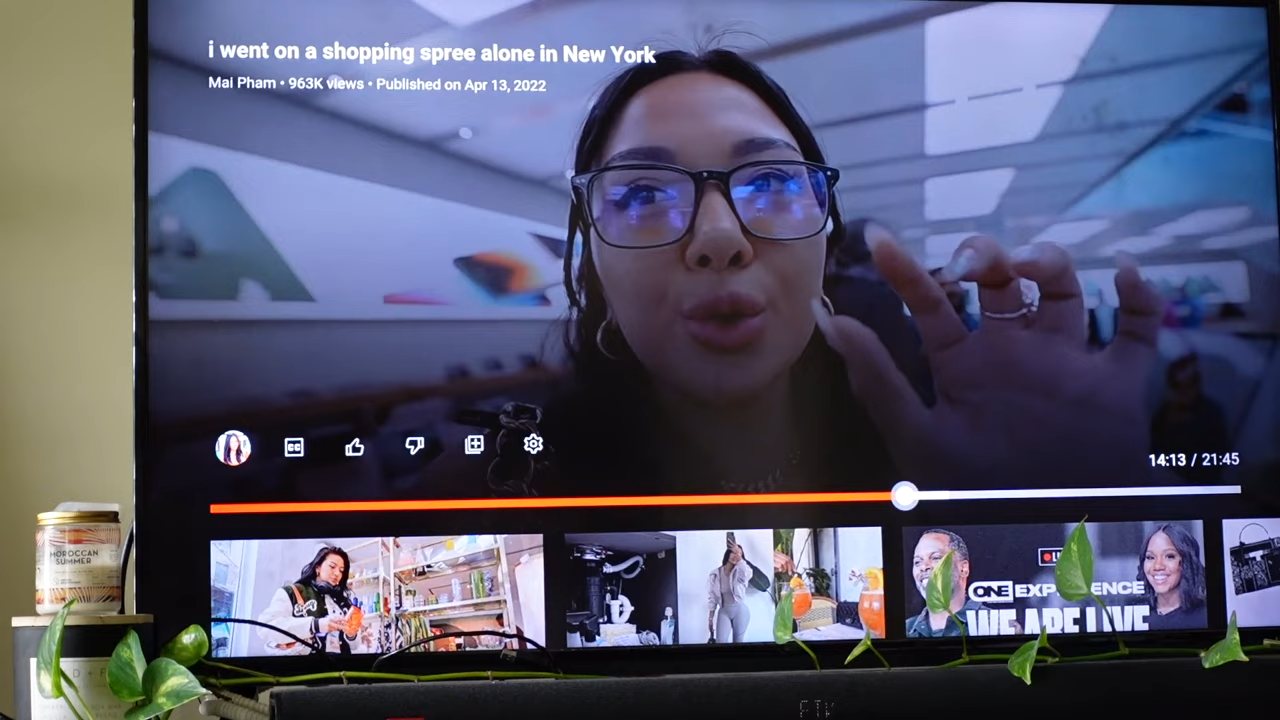 i went on a shopping spree alone in New York
Mai Pham • 963K views • Published on Apr 13, 2022
CC
14:13 / 21:45
MOROCCAN
SUMMER
ONE EXPERIENCE
WE ARE LIVE